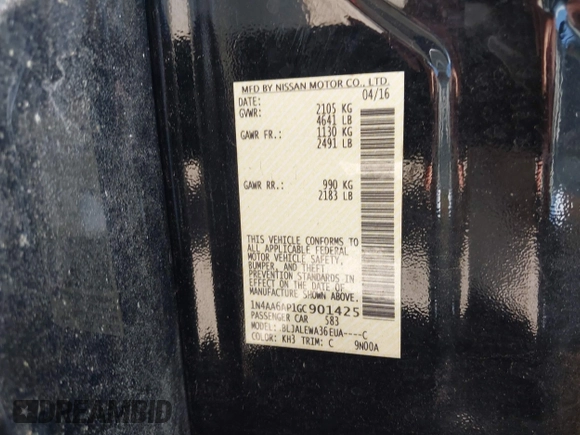 MFD BY NISSAN MOTOR CO., LTD.
DATE: 04/16
GVWR: 2105 KG
4641 LB
GAWR FR.: 1130 KG
2491 LB
GAWR RR.: 990 KG
2183 LB
THIS VEHICLE CONFORMS TO
ALL APPLICABLE FEDERAL
MOTOR VEHICLE SAFETY,
BUMPER, AND THEFT
PREVENTION STANDARDS IN
EFFECT ON THE DATE OF
MANUFACTURE SHOWN ABOVE.
1N4AA6AP1GC901425
PASSENGER CAR 583
MODEL: BLJALEWA36EUA----C
COLOR: KH3 TRIM: C 9N00A
DREAMBID